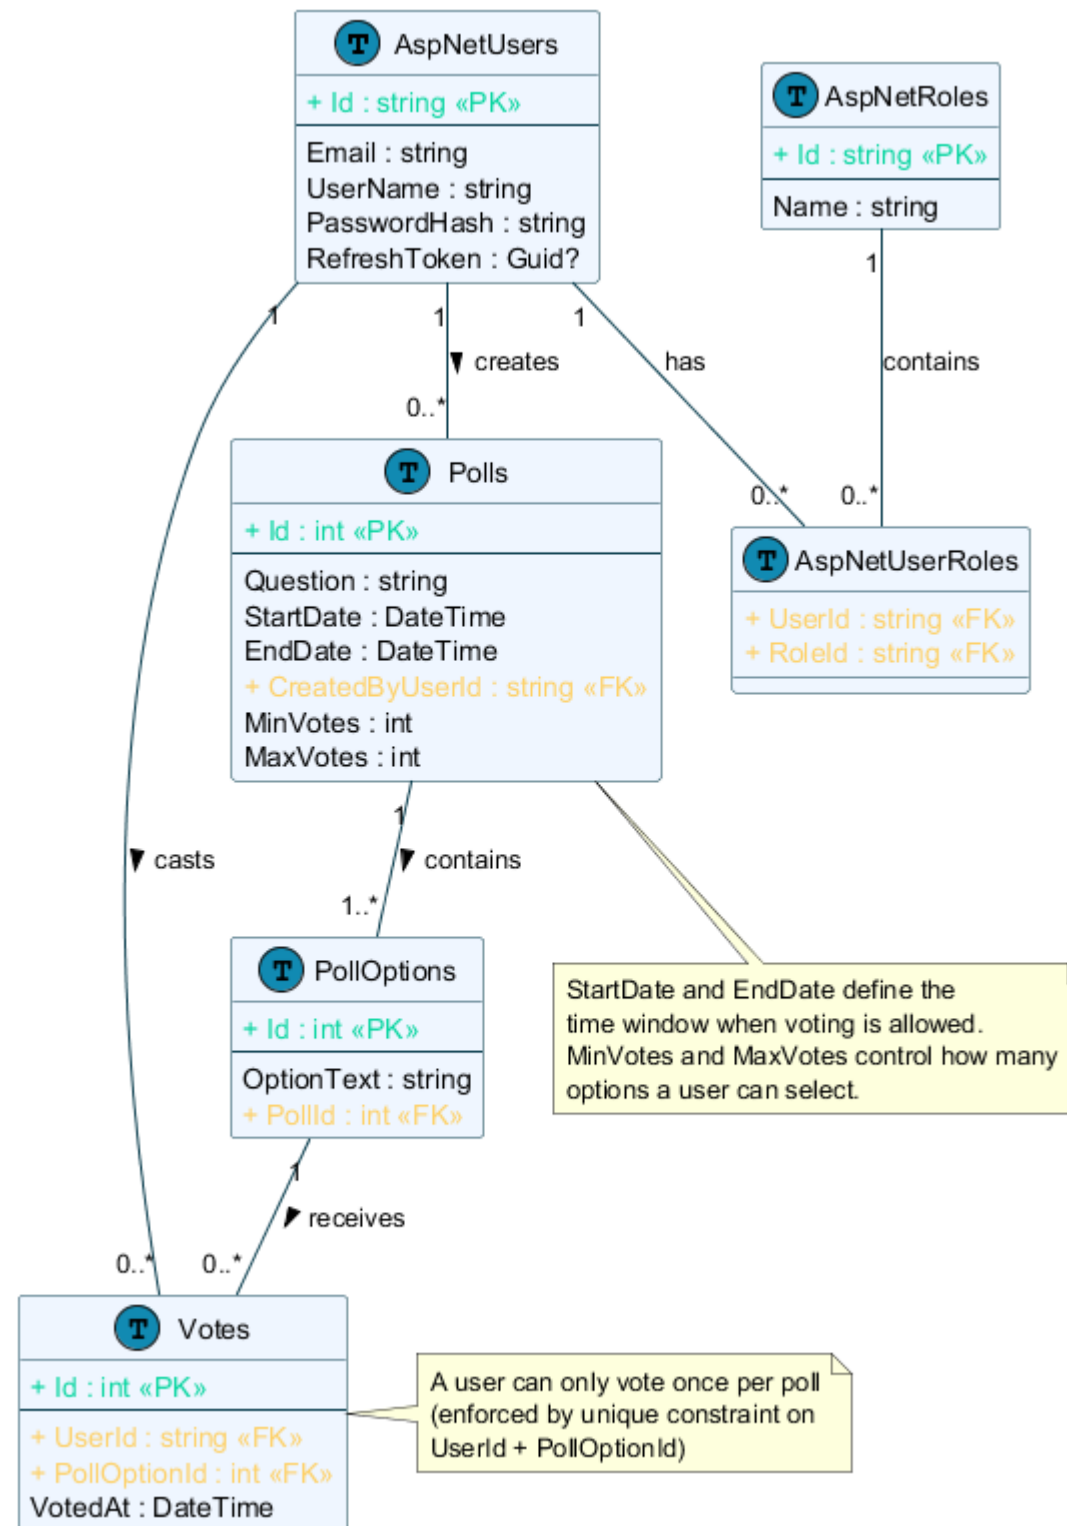 T AspNetUsers
+ Id : string «PK»
Email : string
UserName : string
PasswordHash : string
RefreshToken : Guid?
T AspNetRoles
+ Id : string «PK»
Name : string
1
1
1
1
creates
has
contains
0..*
0..*
0..*
T Polls
+ Id : int «PK»
Question : string
StartDate : DateTime
EndDate : DateTime
+ CreatedByUserId : string «FK»
MinVotes : int
MaxVotes : int
T AspNetUserRoles
+ UserId : string «FK»
+ RoleId : string «FK»
1
casts
contains
1..*
T PollOptions
+ Id : int «PK»
OptionText : string
+ PollId : int «FK»
StartDate and EndDate define the
time window when voting is allowed.
MinVotes and MaxVotes control how many
options a user can select.
1
receives
0..*
0..*
T Votes
+ Id : int «PK»
+ UserId : string «FK»
+ PollOptionId : int «FK»
VotedAt : DateTime
A user can only vote once per poll
(enforced by unique constraint on
UserId + PollOptionId)